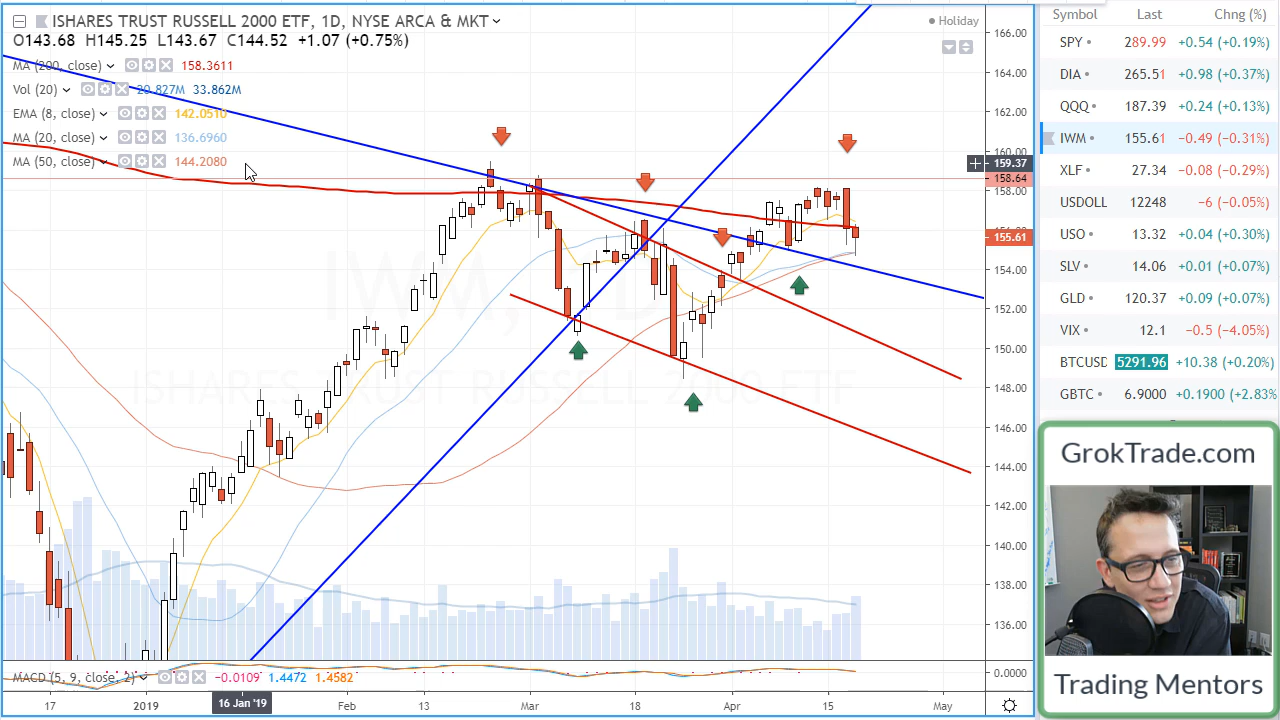 ISHARES TRUST RUSSELL 2000 ETF, 1D, NYSE ARCA & MKT
Holiday
O143.68 H145.25 L143.67 C144.52 +1.07 (+0.75%)
MA (200, close) 158.3611
Vol (20) 20.827M 33.862M
EMA (8, close) 142.0510
MA (20, close) 136.6960
MA (50, close) 144.2080
ISHARES TRUST RUSSELL 2000 ETF
166.00
164.00
162.00
160.00
159.37
158.64
158.00
155.61
154.00
152.00
150.00
148.00
146.00
144.00
142.00
140.00
138.00
136.00
MACD (5, 9, close, 2) -0.0109 1.4472 1.4582
0.0000
17 2019 16 Jan '19 Feb 13 Mar 18 Apr 15 May
Symbol Last Chng (%)
SPY 289.99 +0.54 (+0.19%)
DIA 265.51 +0.98 (+0.37%)
QQQ 187.39 +0.24 (+0.13%)
IWM 155.61 -0.49 (-0.31%)
XLF 27.34 -0.08 (-0.29%)
USDOLL 12248 -6 (-0.05%)
USO 13.32 +0.04 (+0.30%)
SLV 14.06 +0.01 (+0.07%)
GLD 120.37 +0.09 (+0.07%)
VIX 12.1 -0.5 (-4.05%)
BTCUSD 5291.96 +10.38 (+0.20%)
GBTC 6.9000 +0.1900 (+2.83%
GrokTrade.com
Trading Mentors